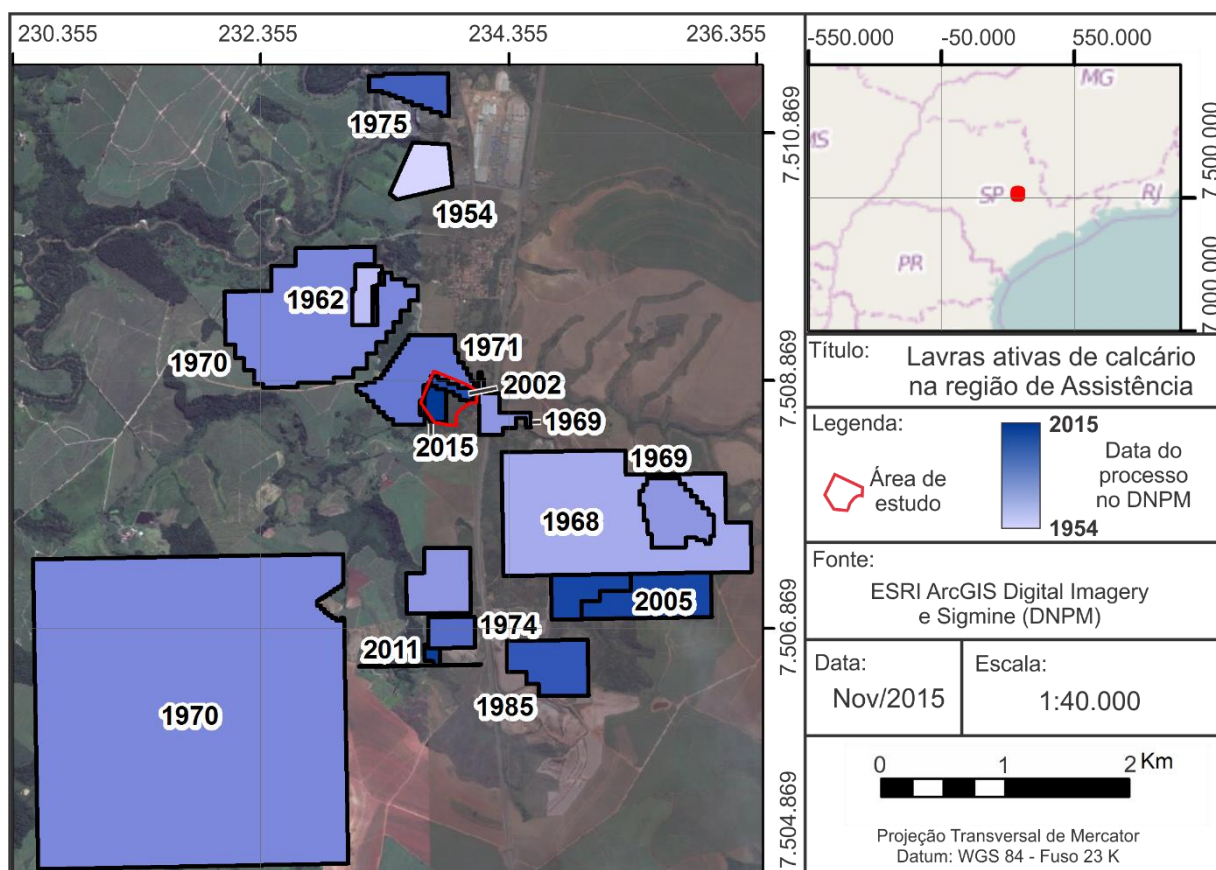 230.355 232.355 234.355 236.355
7.510.869
7.508.869
7.506.869
7.504.869
1975
1954
1962
1970
1971
2002
1969
2015
1969
1968
2005
1974
2011
1985
1970
-550.000 -50.000 550.000
7.500.000
7.000.000
MG
MS
SP
RJ
PR
Título: Lavras ativas de calcário
na região de Assistência
Legenda:
Área de
estudo
2015
1954
Data do
processo
no DNPM
Fonte:
ESRI ArcGIS Digital Imagery
e Sigmine (DNPM)
Data:
Nov/2015
Escala:
1:40.000
0 1 2 Km
Projeção Transversal de Mercator
Datum: WGS 84 - Fuso 23 K